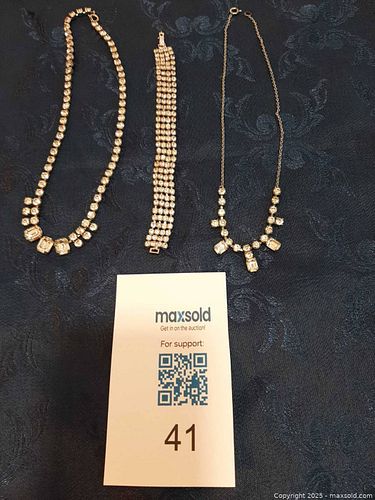 maxsold
Get in on the auction!
For support:
41
Copyright © 2025 - maxsold.com